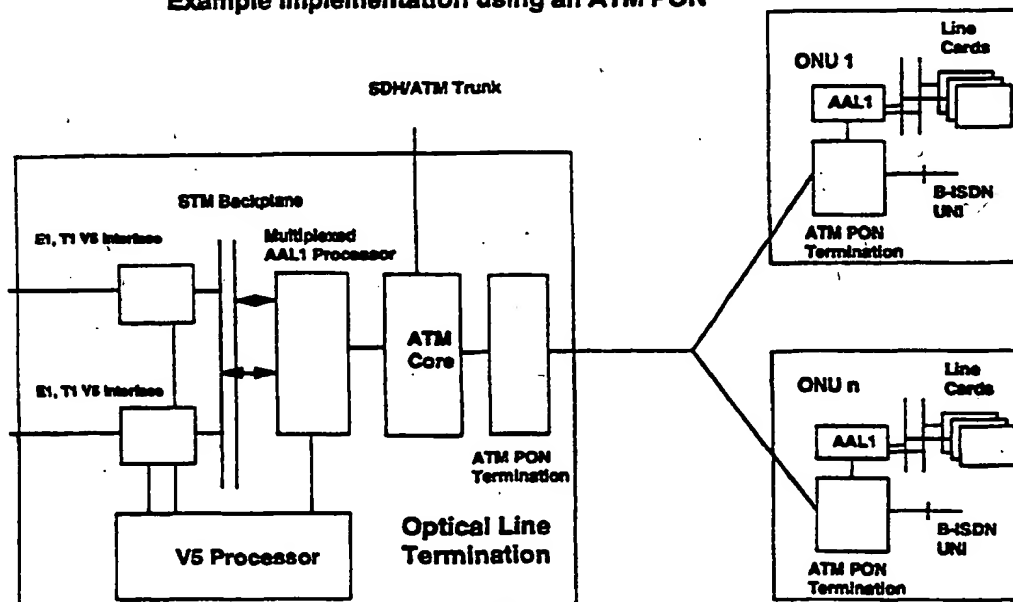 Example Implementation using an ATM PON
SDH/ATM Trunk
STM Backplane
E1, T1 V5 Interface
Multiplexed
AAL1 Processor
ATM
Core
E1, T1 V5 Interface
ATM PON
Termination
V5 Processor
Optical Line
Termination
ONU 1
Line
Cards
AAL1
B-ISDN
UNI
ATM PON
Termination
ONU n
Line
Cards
AAL1
B-ISDN
UNI
ATM PON
Termination